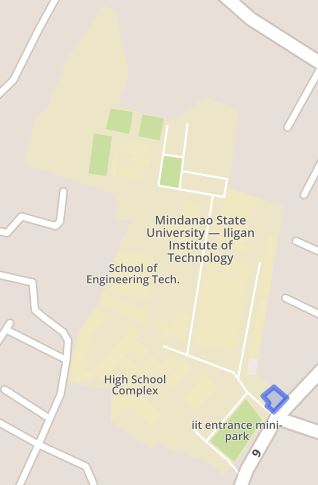 Mindanao State
University — Iligan
Institute of
Technology
School of
Engineering Tech.
High School
Complex
iit entrance mini-
park
9